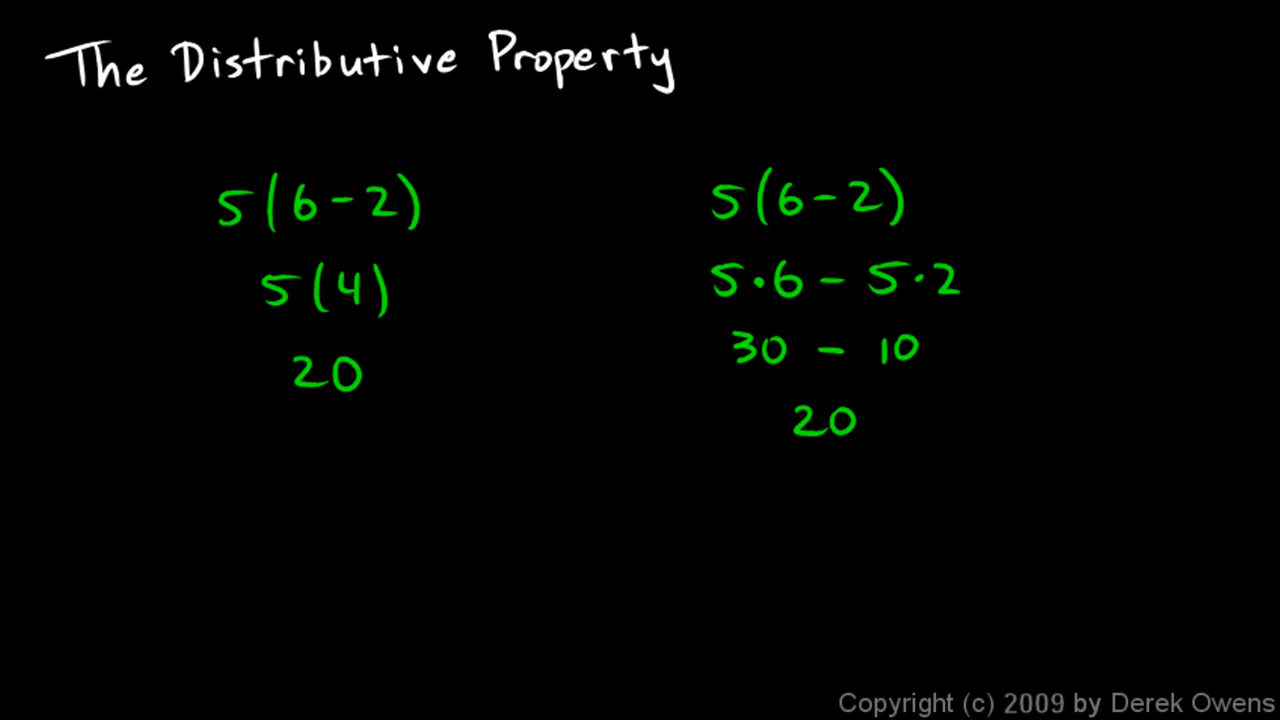 The Distributive Property
5(6-2)
5(4)
20
5(6-2)
5·6 - 5·2
30 - 10
20
Copyright (c) 2009 by Derek Owens